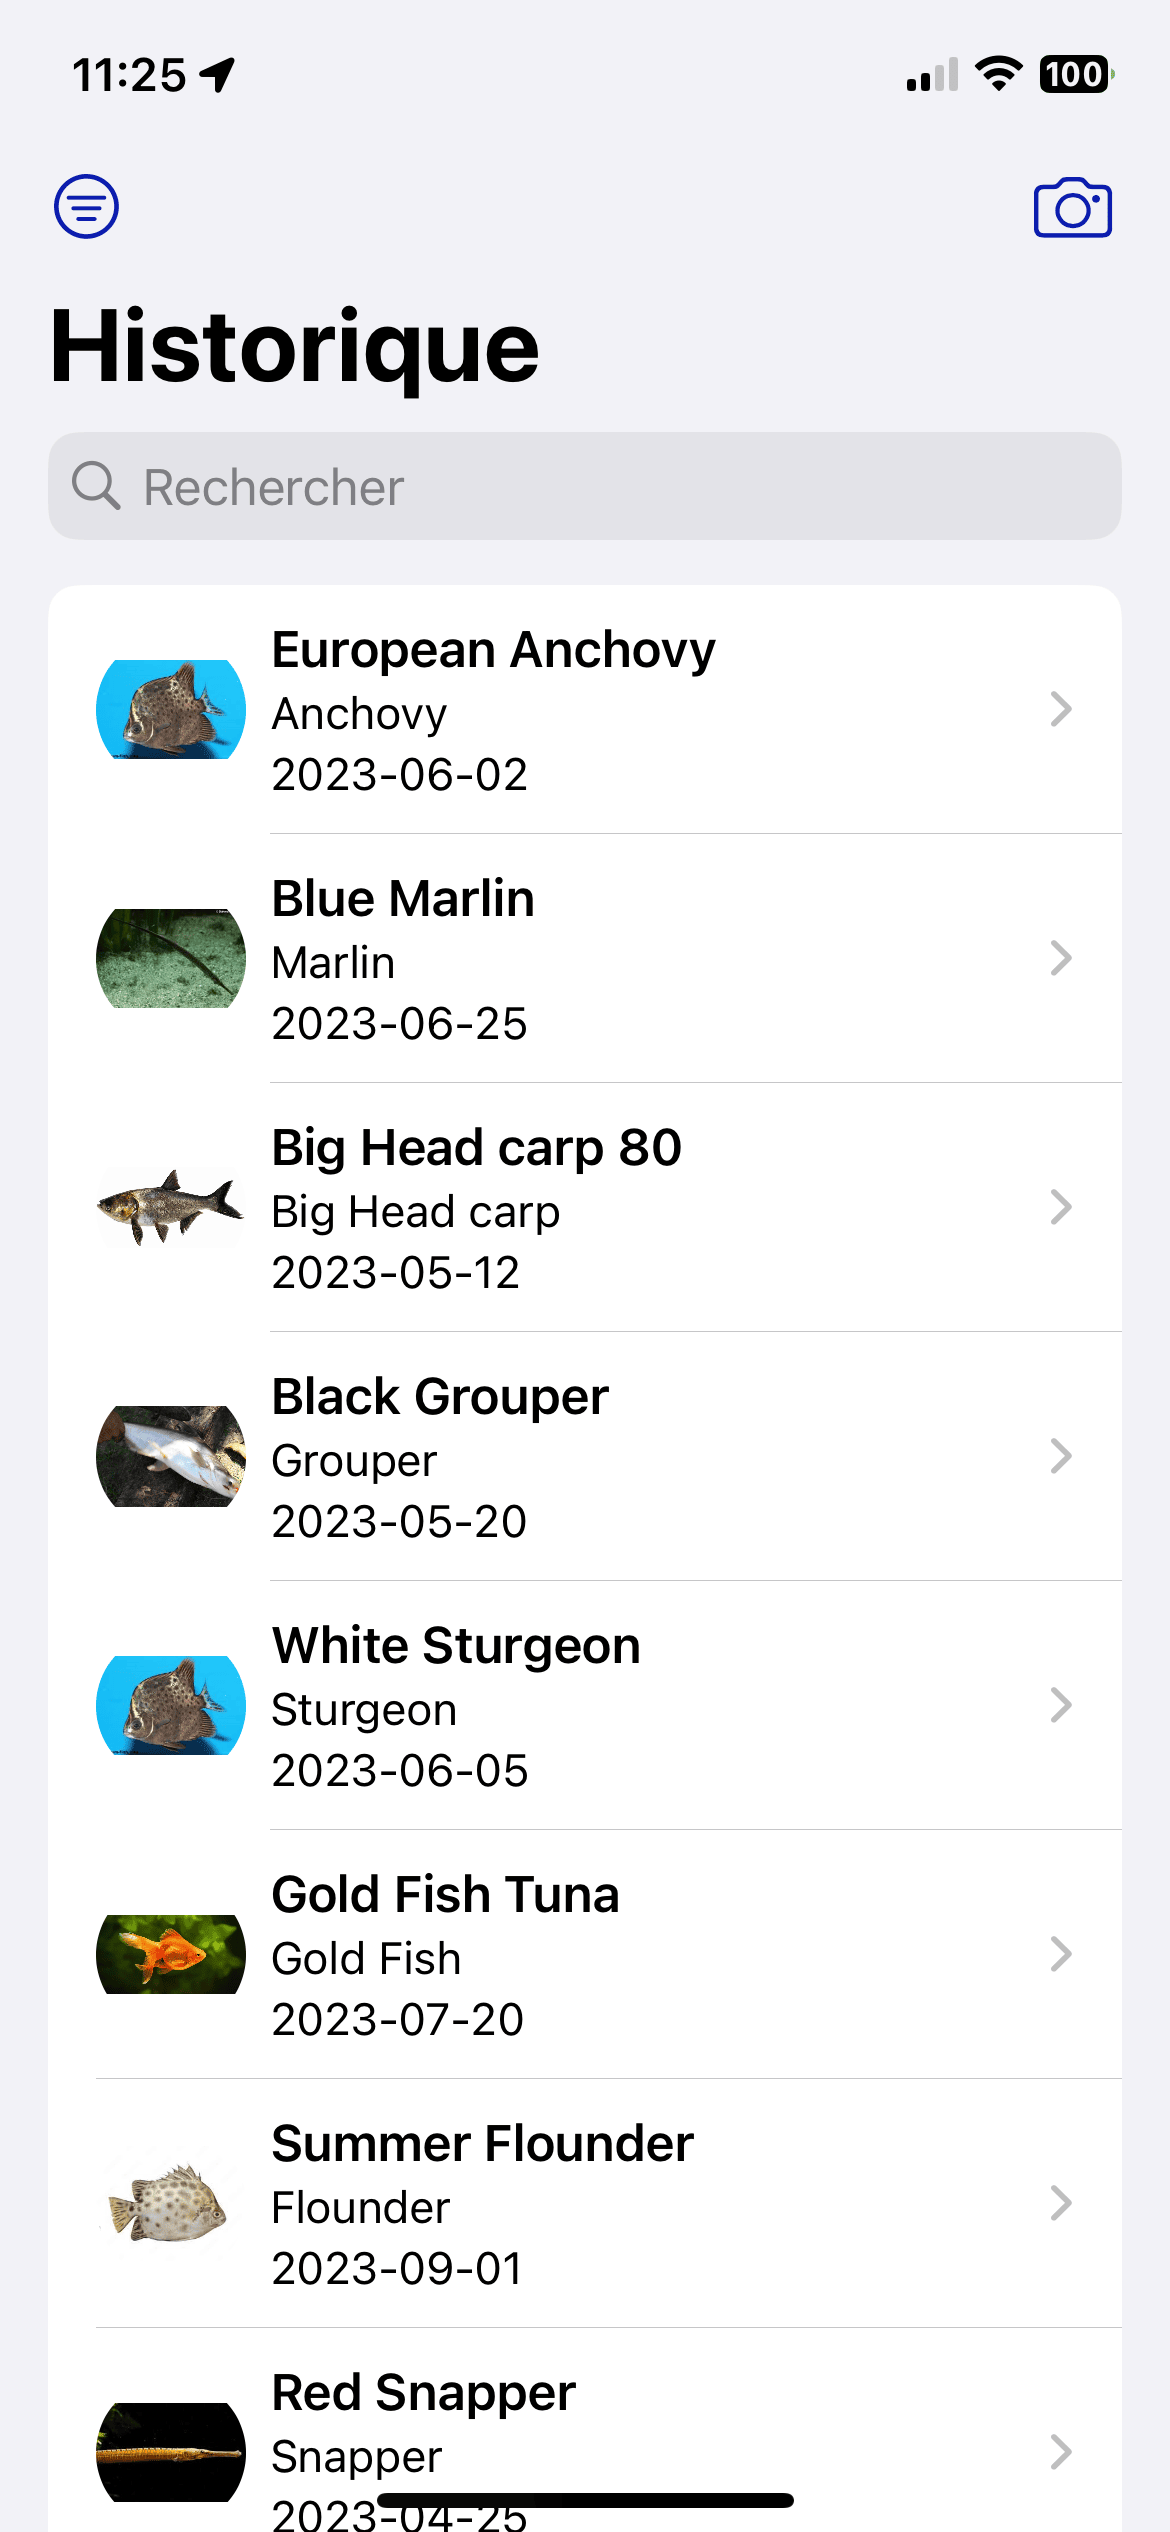 11:25
100
Historique
Rechercher
European Anchovy
Anchovy
2023-06-02
Blue Marlin
Marlin
2023-06-25
Big Head carp 80
Big Head carp
2023-05-12
Black Grouper
Grouper
2023-05-20
White Sturgeon
Sturgeon
2023-06-05
Gold Fish Tuna
Gold Fish
2023-07-20
Summer Flounder
Flounder
2023-09-01
Red Snapper
Snapper
2023-04-25